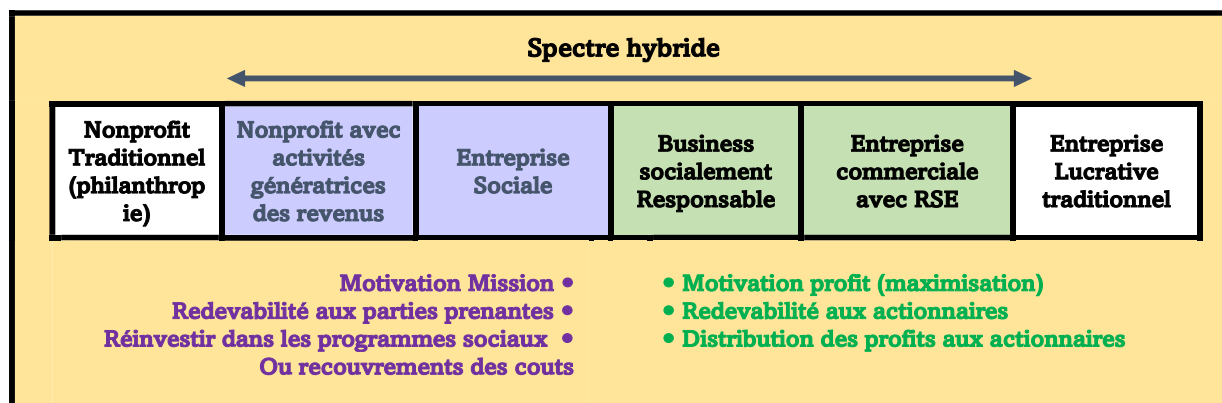 Spectre hybride
Nonprofit
Traditionnel
(philanthrop
ie)
Nonprofit avec
activités
génératrices
des revenus
Entreprise
Sociale
Business
socialement
Responsable
Entreprise
commerciale
avec RSE
Entreprise
Lucrative
traditionnel
Motivation Mission •
Redevabilité aux parties prenantes •
Réinvestir dans les programmes sociaux •
Ou recouvrements des couts
• Motivation profit (maximisation)
• Redevabilité aux actionnaires
• Distribution des profits aux actionnaires